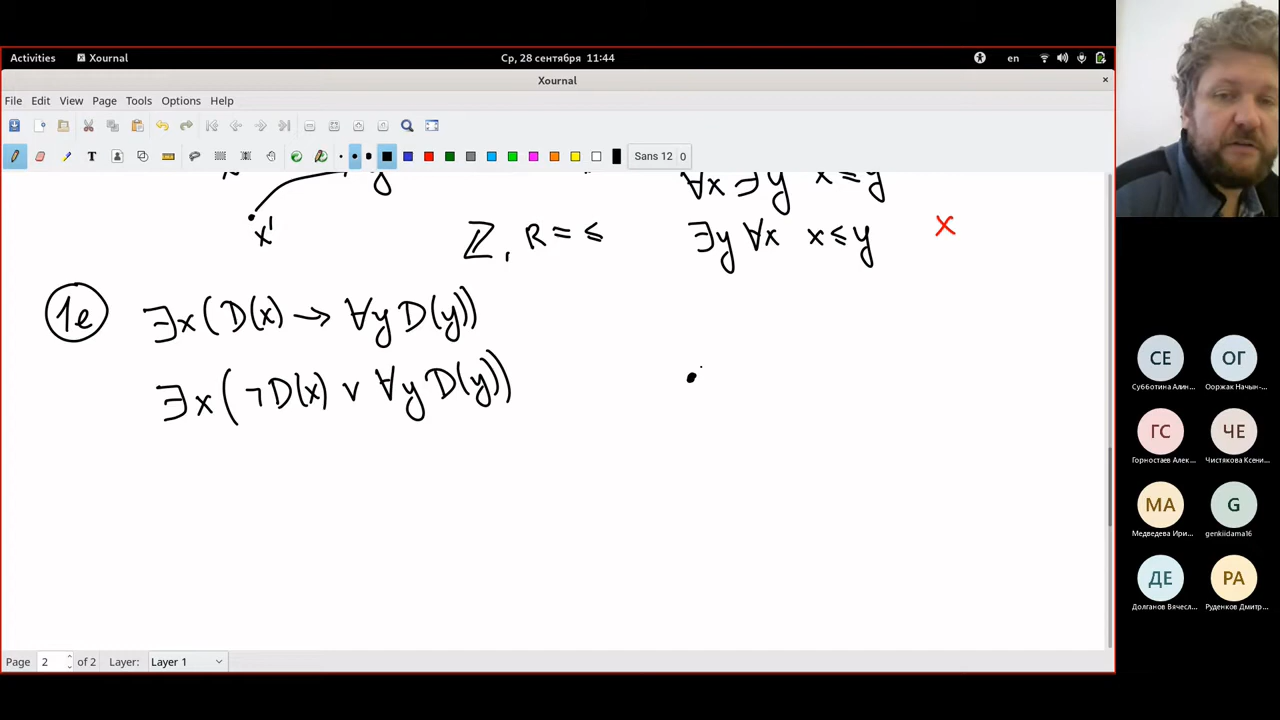 Activities Xournal Ср, 28 сентября 11:44 en
Xournal ×
File Edit View Page Tools Options Help
T Sans 12 0
y ∀x ∃y x ≤ y
x' ℤ, R = ≤ ∃y ∀x x ≤ y X
1e ∃x(D(x) → ∀y D(y))
∃x(¬D(x) ∨ ∀y D(y))
СЕ ОГ
Субботина Алин... Ооржак Начын-...
ГС ЧЕ
Горностаев Алек... Чистякова Ксени...
МА G
Медведева Ири... genkiidama16
ДЕ РА
Долганов Вячесл... Руденков Дмитр...
Page 2 of 2 Layer: Layer 1